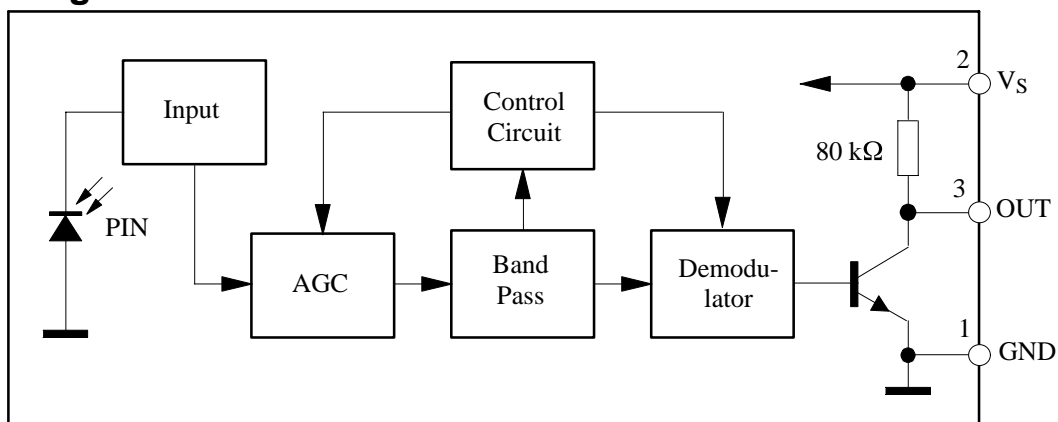 2
V_S
Input
Control
Circuit
80 kΩ
3
OUT
PIN
AGC
Band
Pass
Demodu-
lator
1
GND